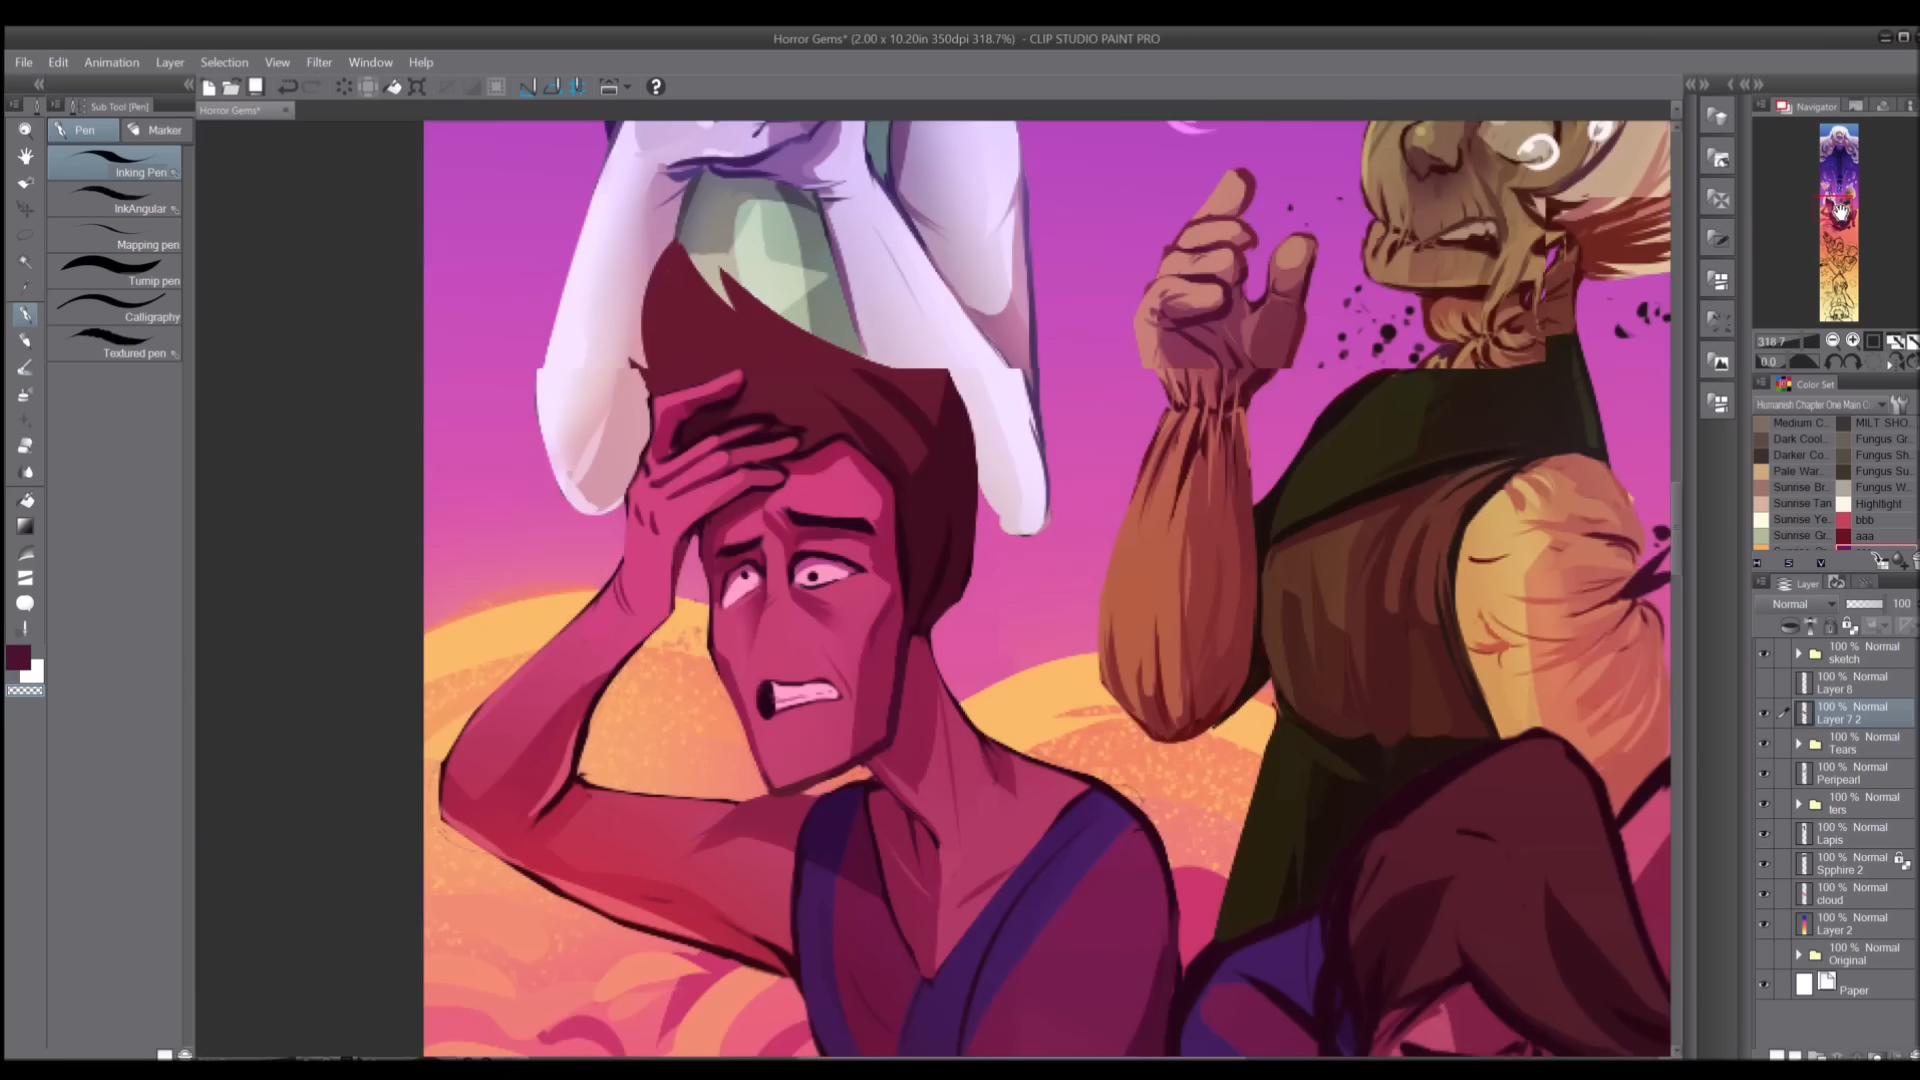 Horror Gems* (2.00 x 10.20in 350dpi 318.7%) - CLIP STUDIO PAINT PRO
File Edit Animation Layer Selection View Filter Window Help
Sub Tool [Pen]
Horror Gems*
Navigator
Pen
Marker
Inking Pen
InkAngular
Mapping pen
Turnip pen
Calligraphy
Textured pen
318.7
0.0
Color Set
Humanish Chapter One Main C
Medium C...
MILT SHO
Dark Cool...
Fungus Gr
Darker Co...
Fungus Sh
Pale War...
Fungus Su
Sunrise Br...
Fungus W
Sunrise Tan
Hightlight
Sunrise Ye...
bbb
Sunrise Gr...
aaa
H S V
Layer
Normal 100
100 % Normal
sketch
100 % Normal
Layer 8
100 % Normal
Layer 7 2
100 % Normal
Tears
100 % Normal
Peripearl
100 % Normal
ters
100 % Normal
Lapis
100 % Normal
Spphire 2
100 % Normal
cloud
100 % Normal
Layer 2
100 % Normal
Original
Paper